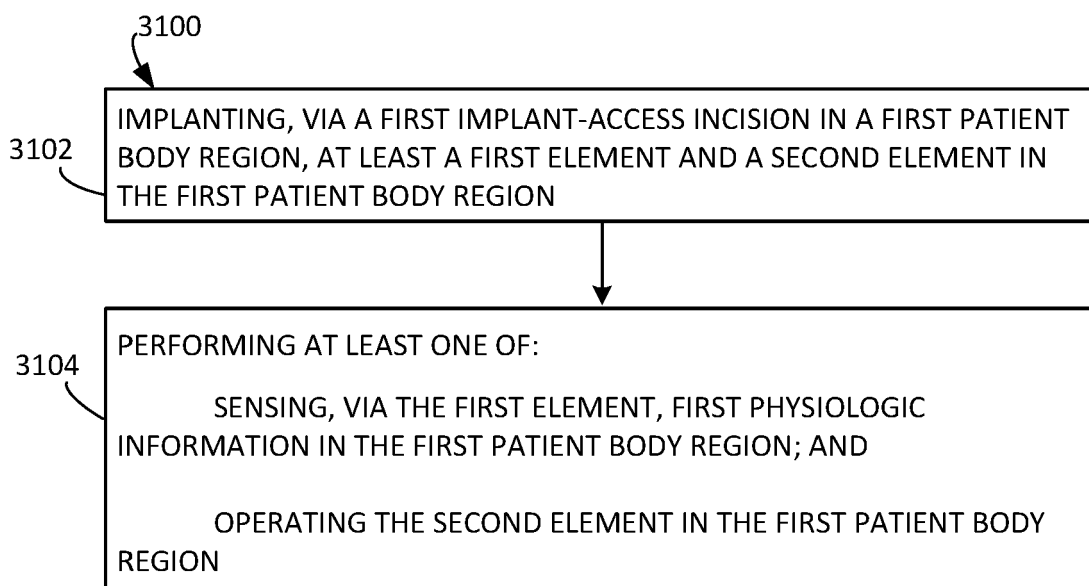 3100
3102
IMPLANTING, VIA A FIRST IMPLANT-ACCESS INCISION IN A FIRST PATIENT
BODY REGION, AT LEAST A FIRST ELEMENT AND A SECOND ELEMENT IN
THE FIRST PATIENT BODY REGION
3104
PERFORMING AT LEAST ONE OF:
SENSING, VIA THE FIRST ELEMENT, FIRST PHYSIOLOGIC
INFORMATION IN THE FIRST PATIENT BODY REGION; AND
OPERATING THE SECOND ELEMENT IN THE FIRST PATIENT BODY
REGION